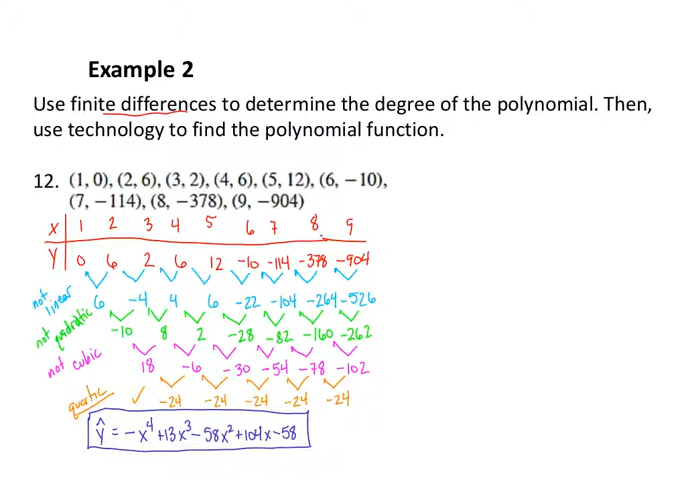 Example 2
Use finite differences to determine the degree of the polynomial. Then,
use technology to find the polynomial function.
12. (1, 0), (2, 6), (3, 2), (4, 6), (5, 12), (6, −10),
(7, −114), (8, −378), (9, −904)
X 1 2 3 4 5 6 7 8 9
Y 0 6 2 6 12 -10 -114 -378 -904
not linear 6 -4 4 6 -22 -104 -264 -526
not quadratic -10 8 2 -28 -82 -160 -262
not cubic 18 -6 -30 -54 -78 -102
quartic ✓ -24 -24 -24 -24 -24
ŷ = -x⁴ + 13x³ - 58x² + 104x - 58